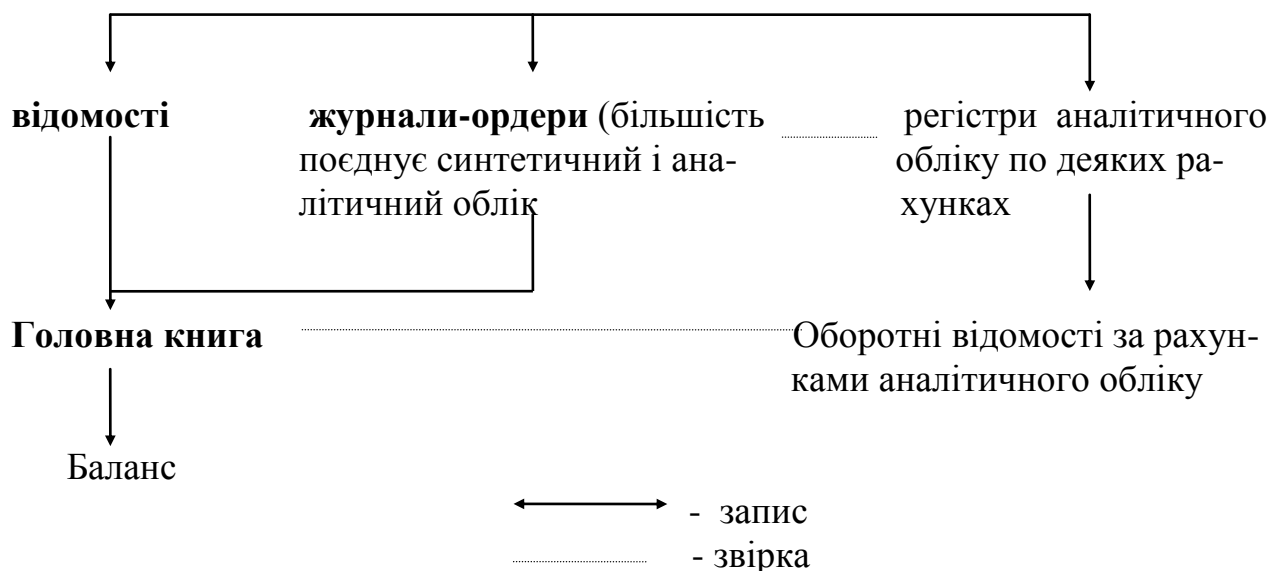 відомості
журнали-ордери (більшість
поєднує синтетичний і ана-
літичний облік
регістри аналітичного
обліку по деяких ра-
хунках
Головна книга
Оборотні відомості за рахун-
ками аналітичного обліку
Баланс
- запис
- звірка